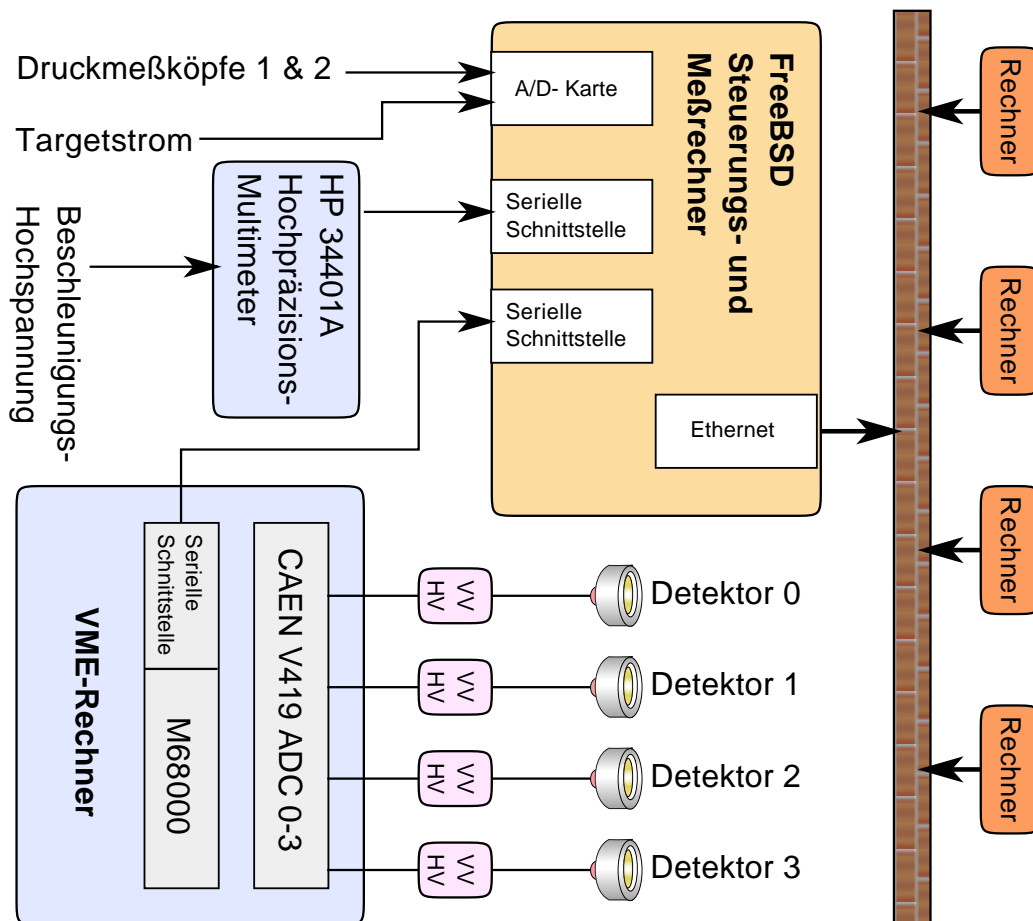 Druckmeßköpfe 1 & 2
Targetstrom
A/D- Karte
FreeBSD
Steuerungs- und
Meßrechner
Rechner
HP 34401A
Hochpräzisions-
Multimeter
Beschleunigungs-
Hochspannung
Serielle
Schnittstelle
Serielle
Schnittstelle
Rechner
Ethernet
VME-Rechner
Serielle
Schnittstelle
M68000
CAEN V419 ADC 0-3
VV
HV
Detektor 0
Rechner
VV
HV
Detektor 1
VV
HV
Detektor 2
Rechner
VV
HV
Detektor 3